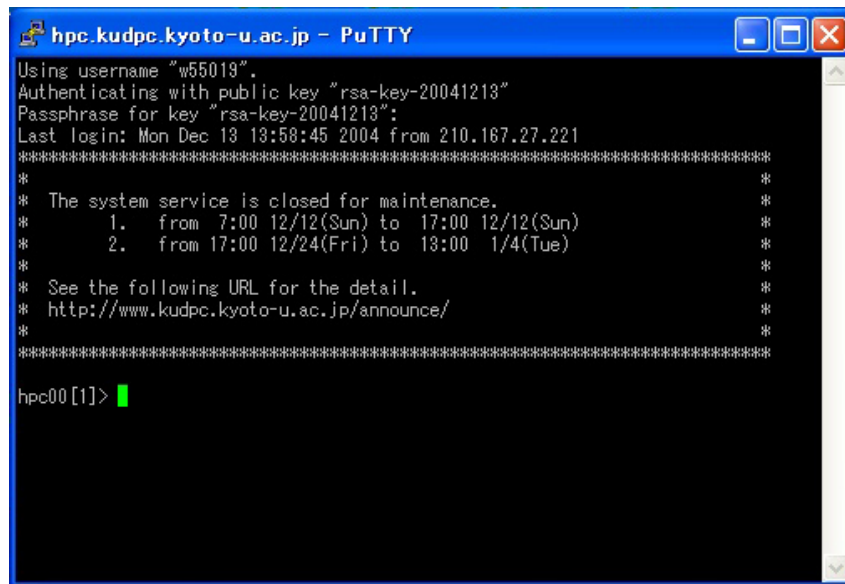 hpc.kudpc.kyoto-u.ac.jp - PuTTY
Using username "w55019".
Authenticating with public key "rsa-key-20041213"
Passphrase for key "rsa-key-20041213":
Last login: Mon Dec 13 13:58:45 2004 from 210.167.27.221
***************************************************************************
*                                                                         *
*  The system service is closed for maintenance.                          *
*        1.   from  7:00 12/12(Sun) to  17:00 12/12(Sun)                  *
*        2.   from 17:00 12/24(Fri) to  13:00  1/4(Tue)                   *
*                                                                         *
*  See the following URL for the detail.                                  *
*  http://www.kudpc.kyoto-u.ac.jp/announce/                               *
*                                                                         *
***************************************************************************
hpc00[1]>